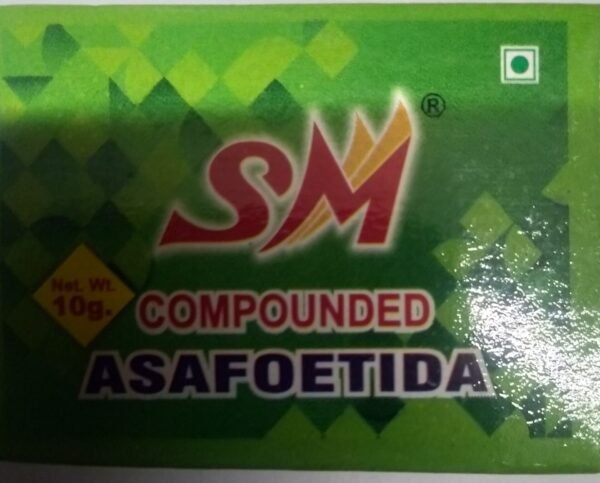 SM®
Net. Wt.
10g.
COMPOUNDED
ASAFOETIDA